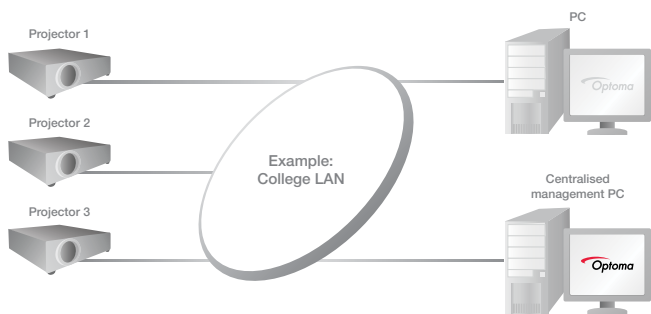 Projector 1
PC
Optoma
Projector 2
Example:
College LAN
Projector 3
Centralised
management PC
Optoma